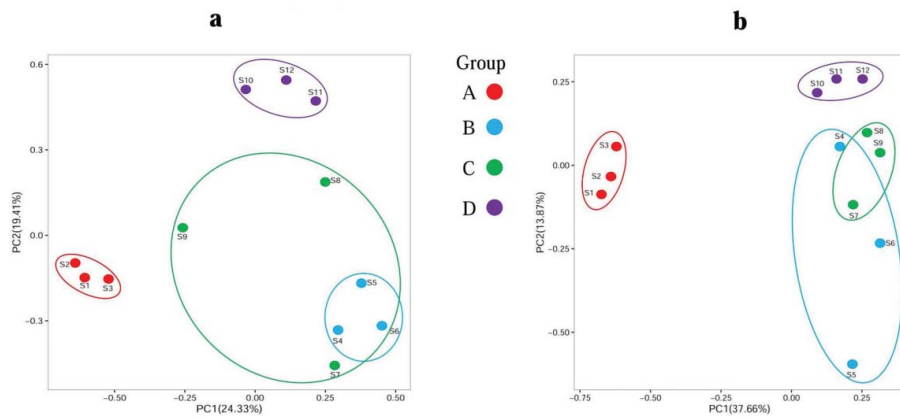 a
0.6
0.3
0.0
−0.3
PC2(19.41%)
S10
S12
S11
S8
S9
S2
S1
S3
S5
S4
S6
S7
−0.50
−0.25
0.00
0.25
0.50
PC1(24.33%)
Group
A
B
C
D
b
0.25
0.00
−0.25
−0.50
PC2(13.87%)
S10
S11
S12
S3
S2
S1
S4
S8
S9
S7
S6
S5
−0.75
−0.50
−0.25
0.00
0.25
PC1(37.66%)